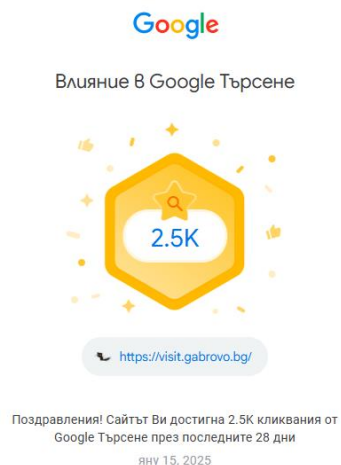 Google
Влияние в Google Търсене
2.5K
https://visit.gabrovo.bg/
Поздравления! Сайтът Ви достигна 2.5K кликвания от
Google Търсене през последните 28 дни
яну 15, 2025